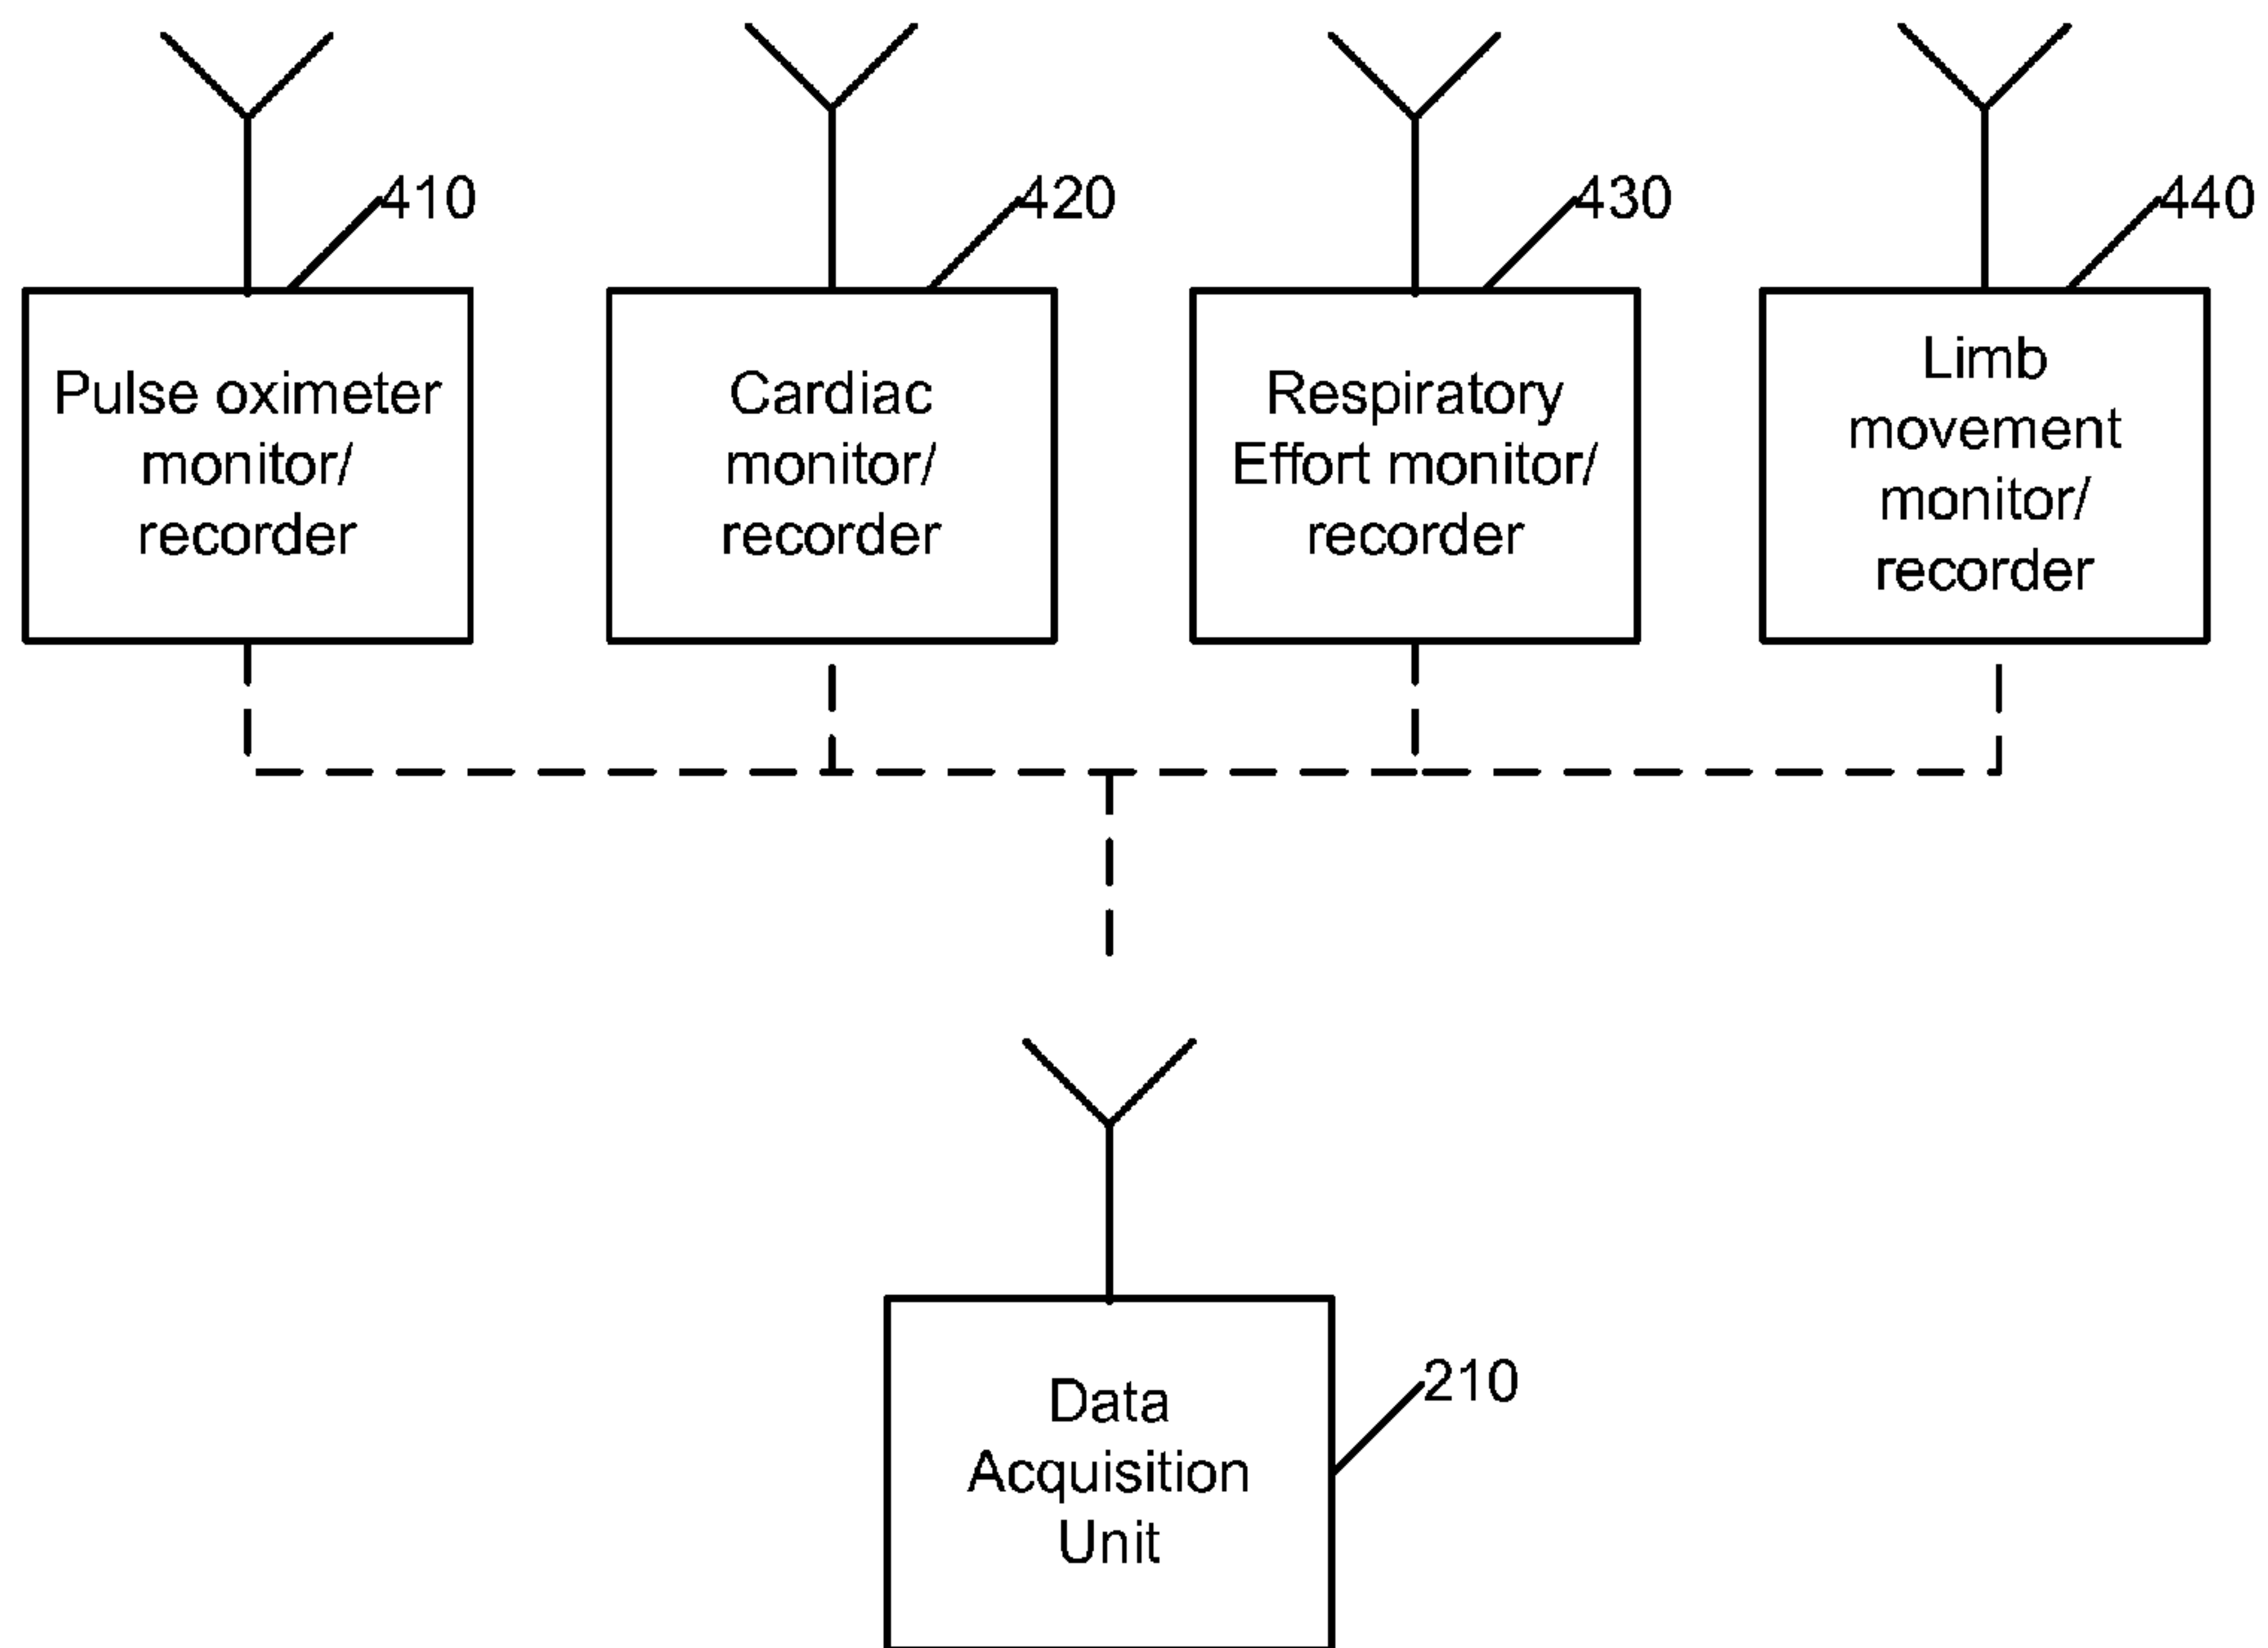 410
420
430
440
Pulse oximeter
monitor/
recorder
Cardiac
monitor/
recorder
Respiratory
Effort monitor/
recorder
Limb
movement
monitor/
recorder
210
Data
Acquisition
Unit